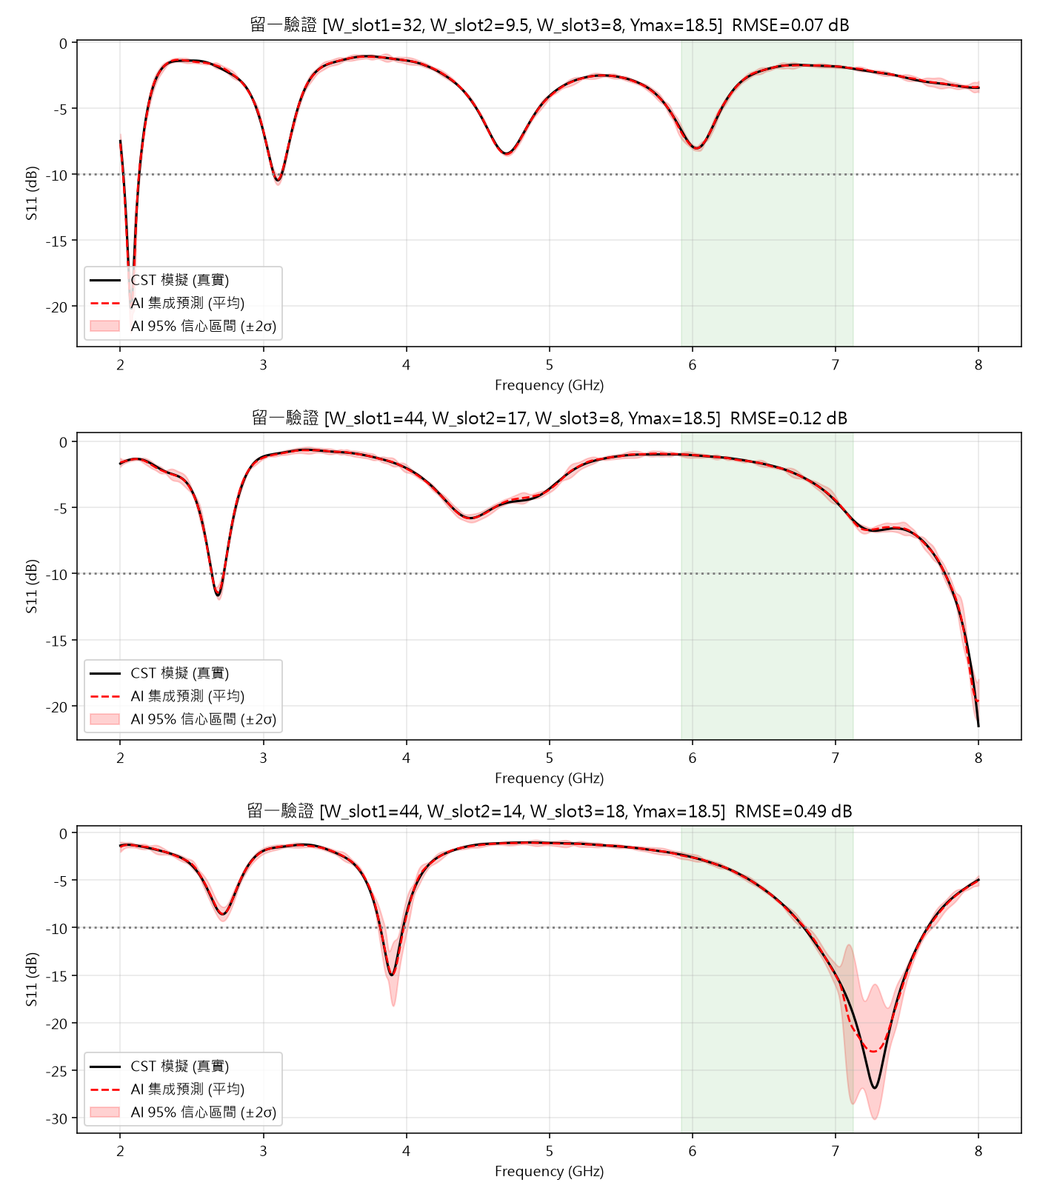 留一驗證 [W_slot1=32, W_slot2=9.5, W_slot3=8, Ymax=18.5]  RMSE=0.07 dB
0
-5
-10
-15
-20
S11 (dB)
CST 模擬 (真實)
AI 集成預測 (平均)
AI 95% 信心區間 (±2σ)
2 3 4 5 6 7 8
Frequency (GHz)
留一驗證 [W_slot1=44, W_slot2=17, W_slot3=8, Ymax=18.5]  RMSE=0.12 dB
0
-5
-10
-15
-20
S11 (dB)
CST 模擬 (真實)
AI 集成預測 (平均)
AI 95% 信心區間 (±2σ)
2 3 4 5 6 7 8
Frequency (GHz)
留一驗證 [W_slot1=44, W_slot2=14, W_slot3=18, Ymax=18.5]  RMSE=0.49 dB
0
-5
-10
-15
-20
-25
-30
S11 (dB)
CST 模擬 (真實)
AI 集成預測 (平均)
AI 95% 信心區間 (±2σ)
2 3 4 5 6 7 8
Frequency (GHz)